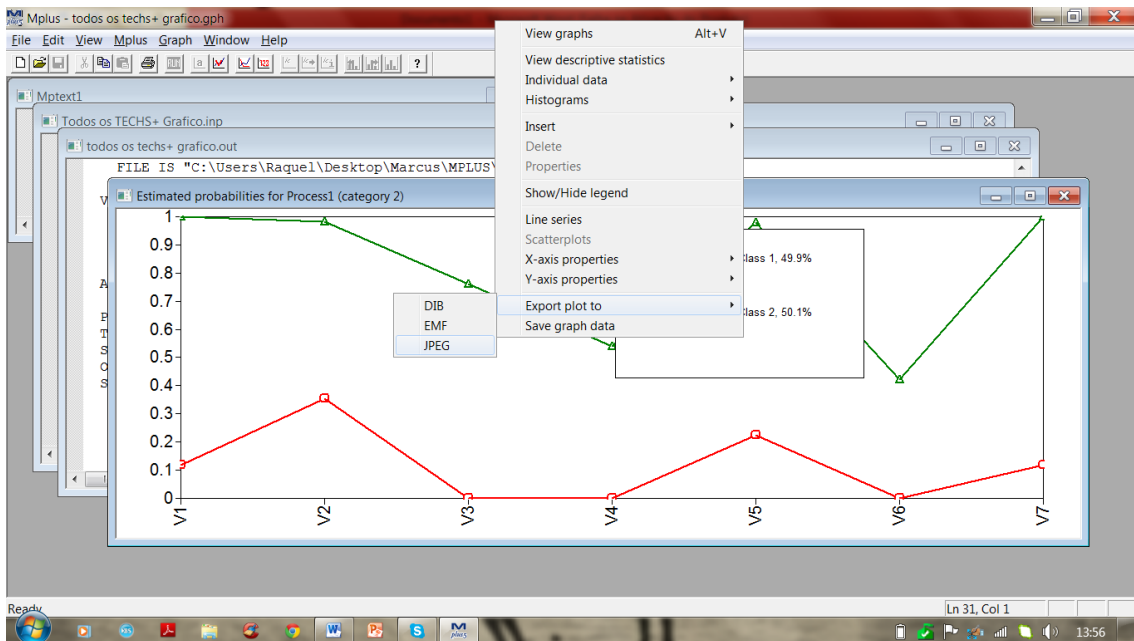 Mplus - todos os techs+ grafico.gph
File Edit View Mplus Graph Window Help
Mptext1
Todos os TECHS+ Grafico.inp
todos os techs+ grafico.out
FILE IS "C:\Users\Raquel\Desktop\Marcus\MPLUS\
V
A
P
T
S
O
S
Estimated probabilities for Process1 (category 2)
1
0.9
0.8
0.7
0.6
0.5
0.4
0.3
0.2
0.1
0
V1 V2 V3 V4 V5 V6 V7
Class 1, 49.9%
Class 2, 50.1%
View graphs Alt+V
View descriptive statistics
Individual data
Histograms
Insert
Delete
Properties
Show/Hide legend
Line series
Scatterplots
X-axis properties
Y-axis properties
Export plot to
Save graph data
DIB
EMF
JPEG
Ready
Ln 31, Col 1
13:56